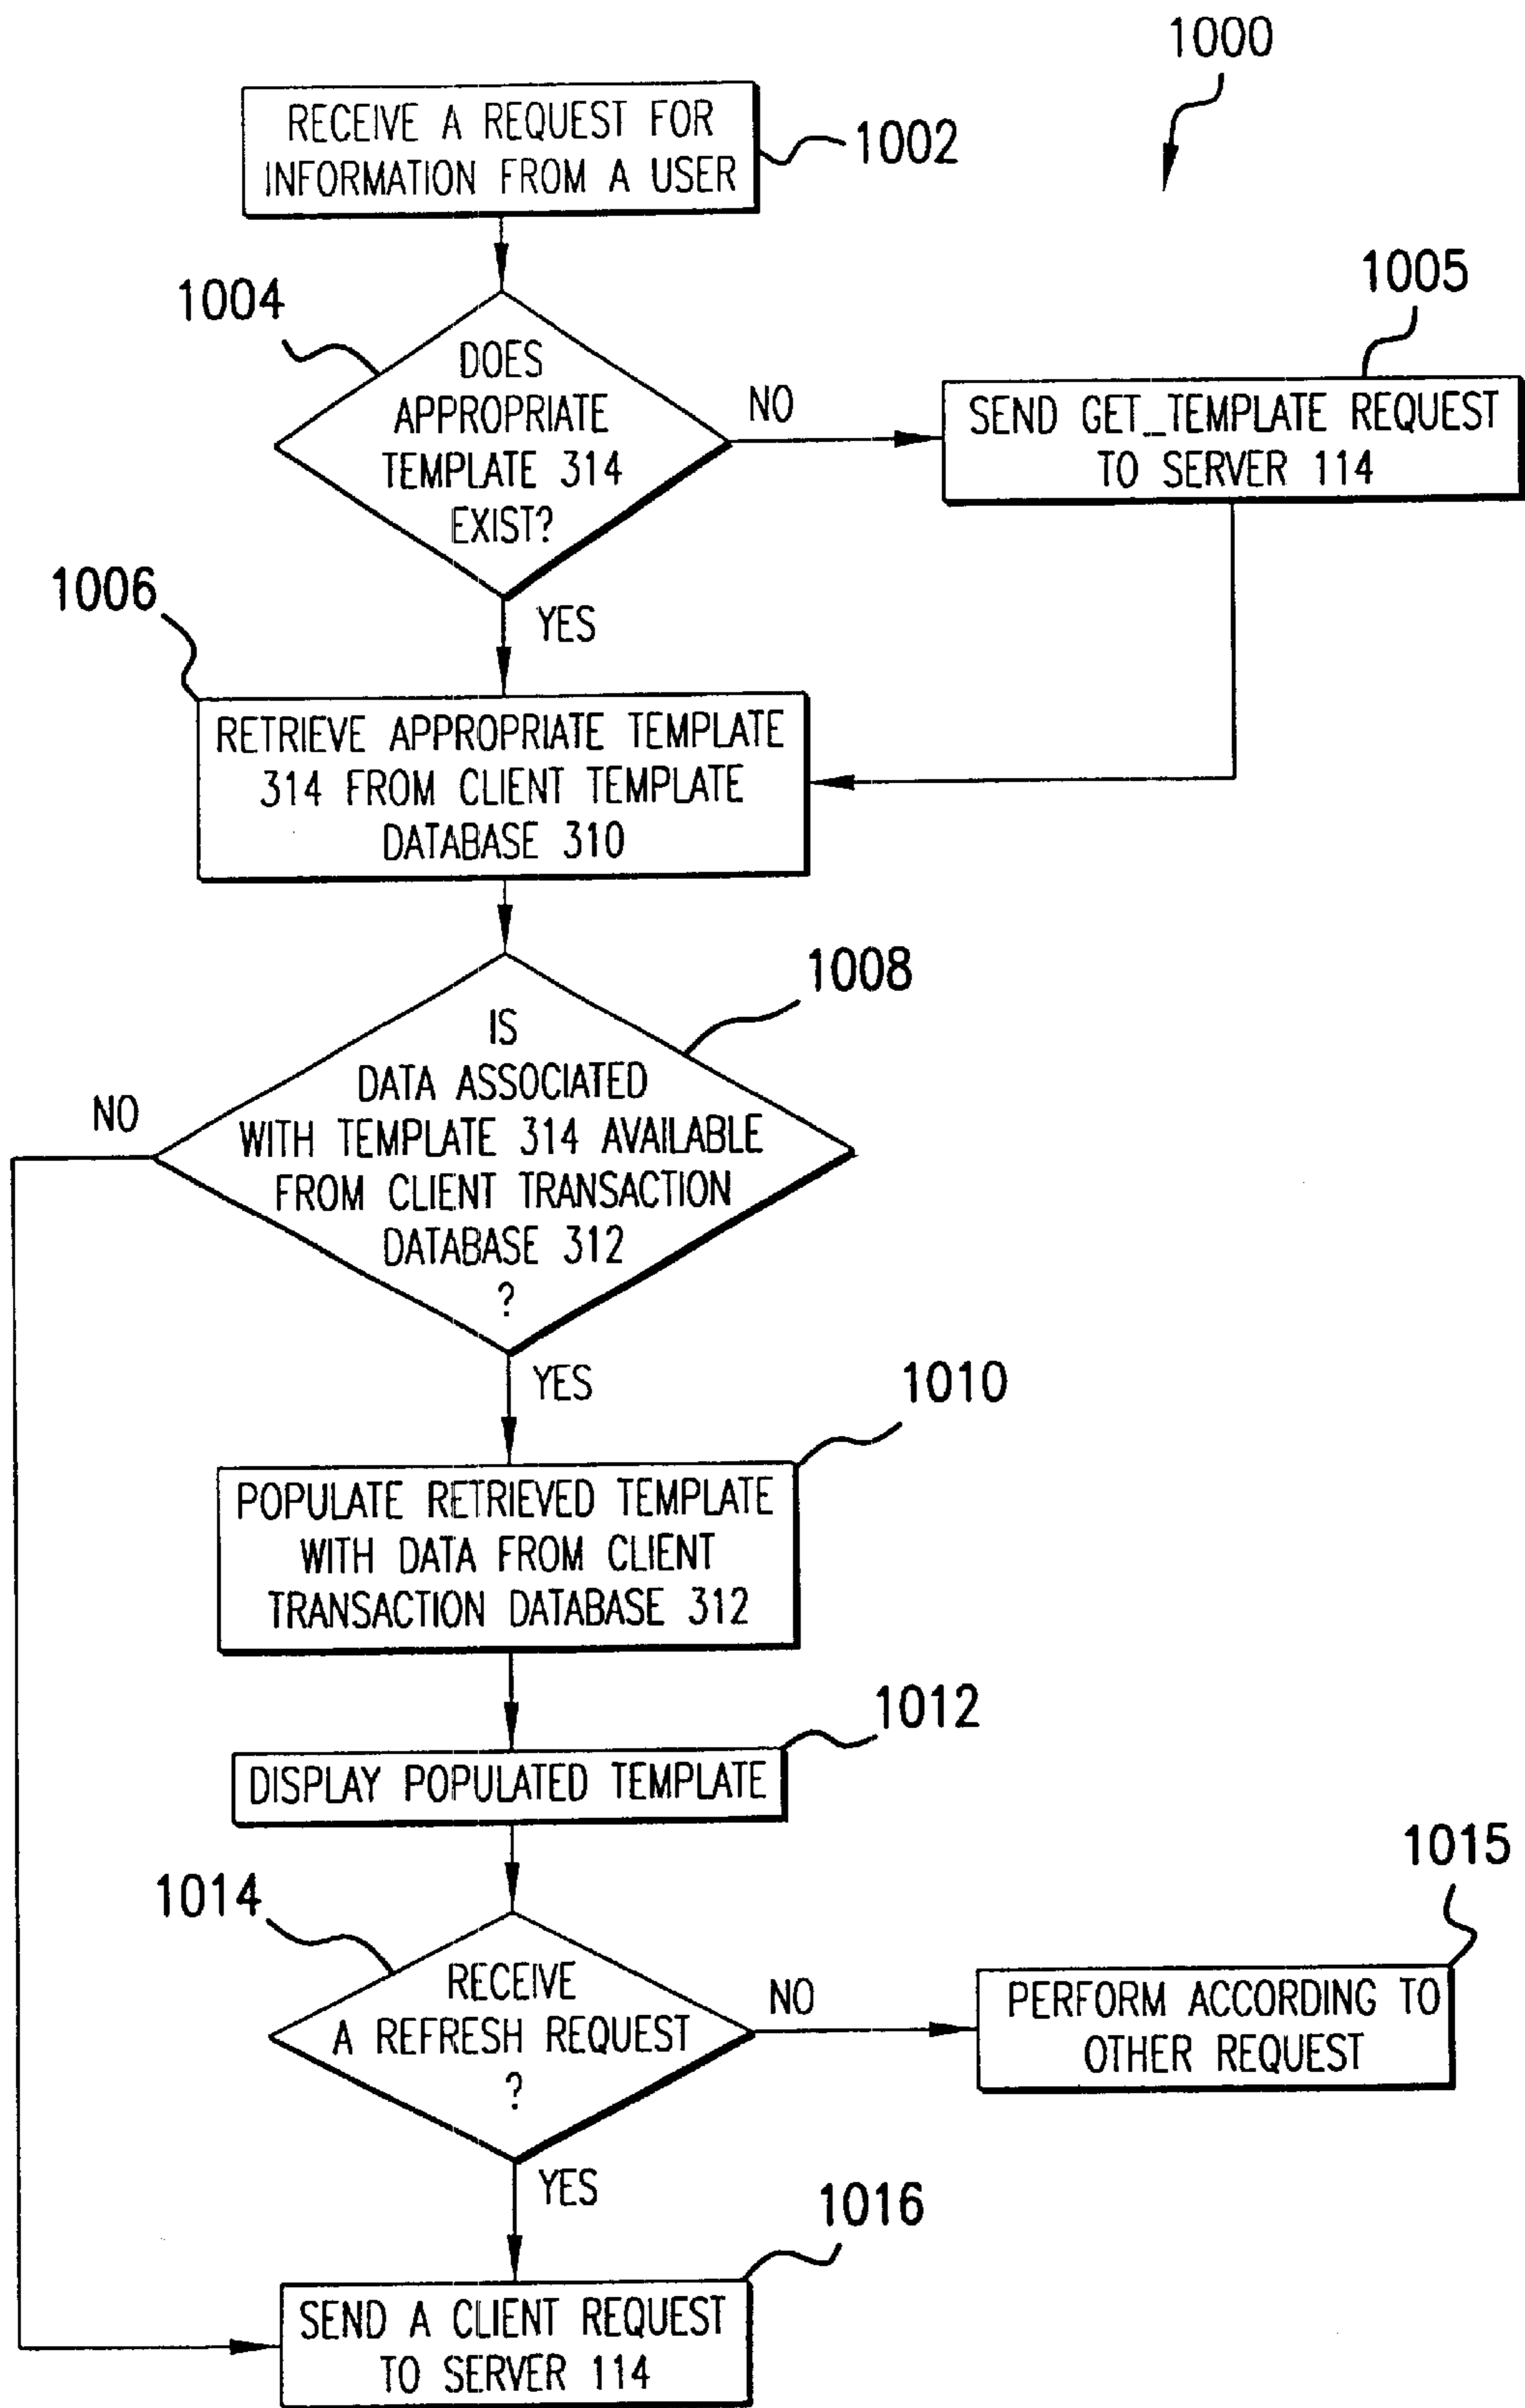 1000
RECEIVE A REQUEST FOR
INFORMATION FROM A USER
1002
1004
DOES
APPROPRIATE
TEMPLATE 314
EXIST?
NO
1005
SEND GET_TEMPLATE REQUEST
TO SERVER 114
YES
1006
RETRIEVE APPROPRIATE TEMPLATE
314 FROM CLIENT TEMPLATE
DATABASE 310
1008
IS
DATA ASSOCIATED
WITH TEMPLATE 314 AVAILABLE
FROM CLIENT TRANSACTION
DATABASE 312
?
NO
YES
1010
POPULATE RETRIEVED TEMPLATE
WITH DATA FROM CLIENT
TRANSACTION DATABASE 312
1012
DISPLAY POPULATED TEMPLATE
1014
RECEIVE
A REFRESH REQUEST
?
NO
1015
PERFORM ACCORDING TO
OTHER REQUEST
YES
1016
SEND A CLIENT REQUEST
TO SERVER 114